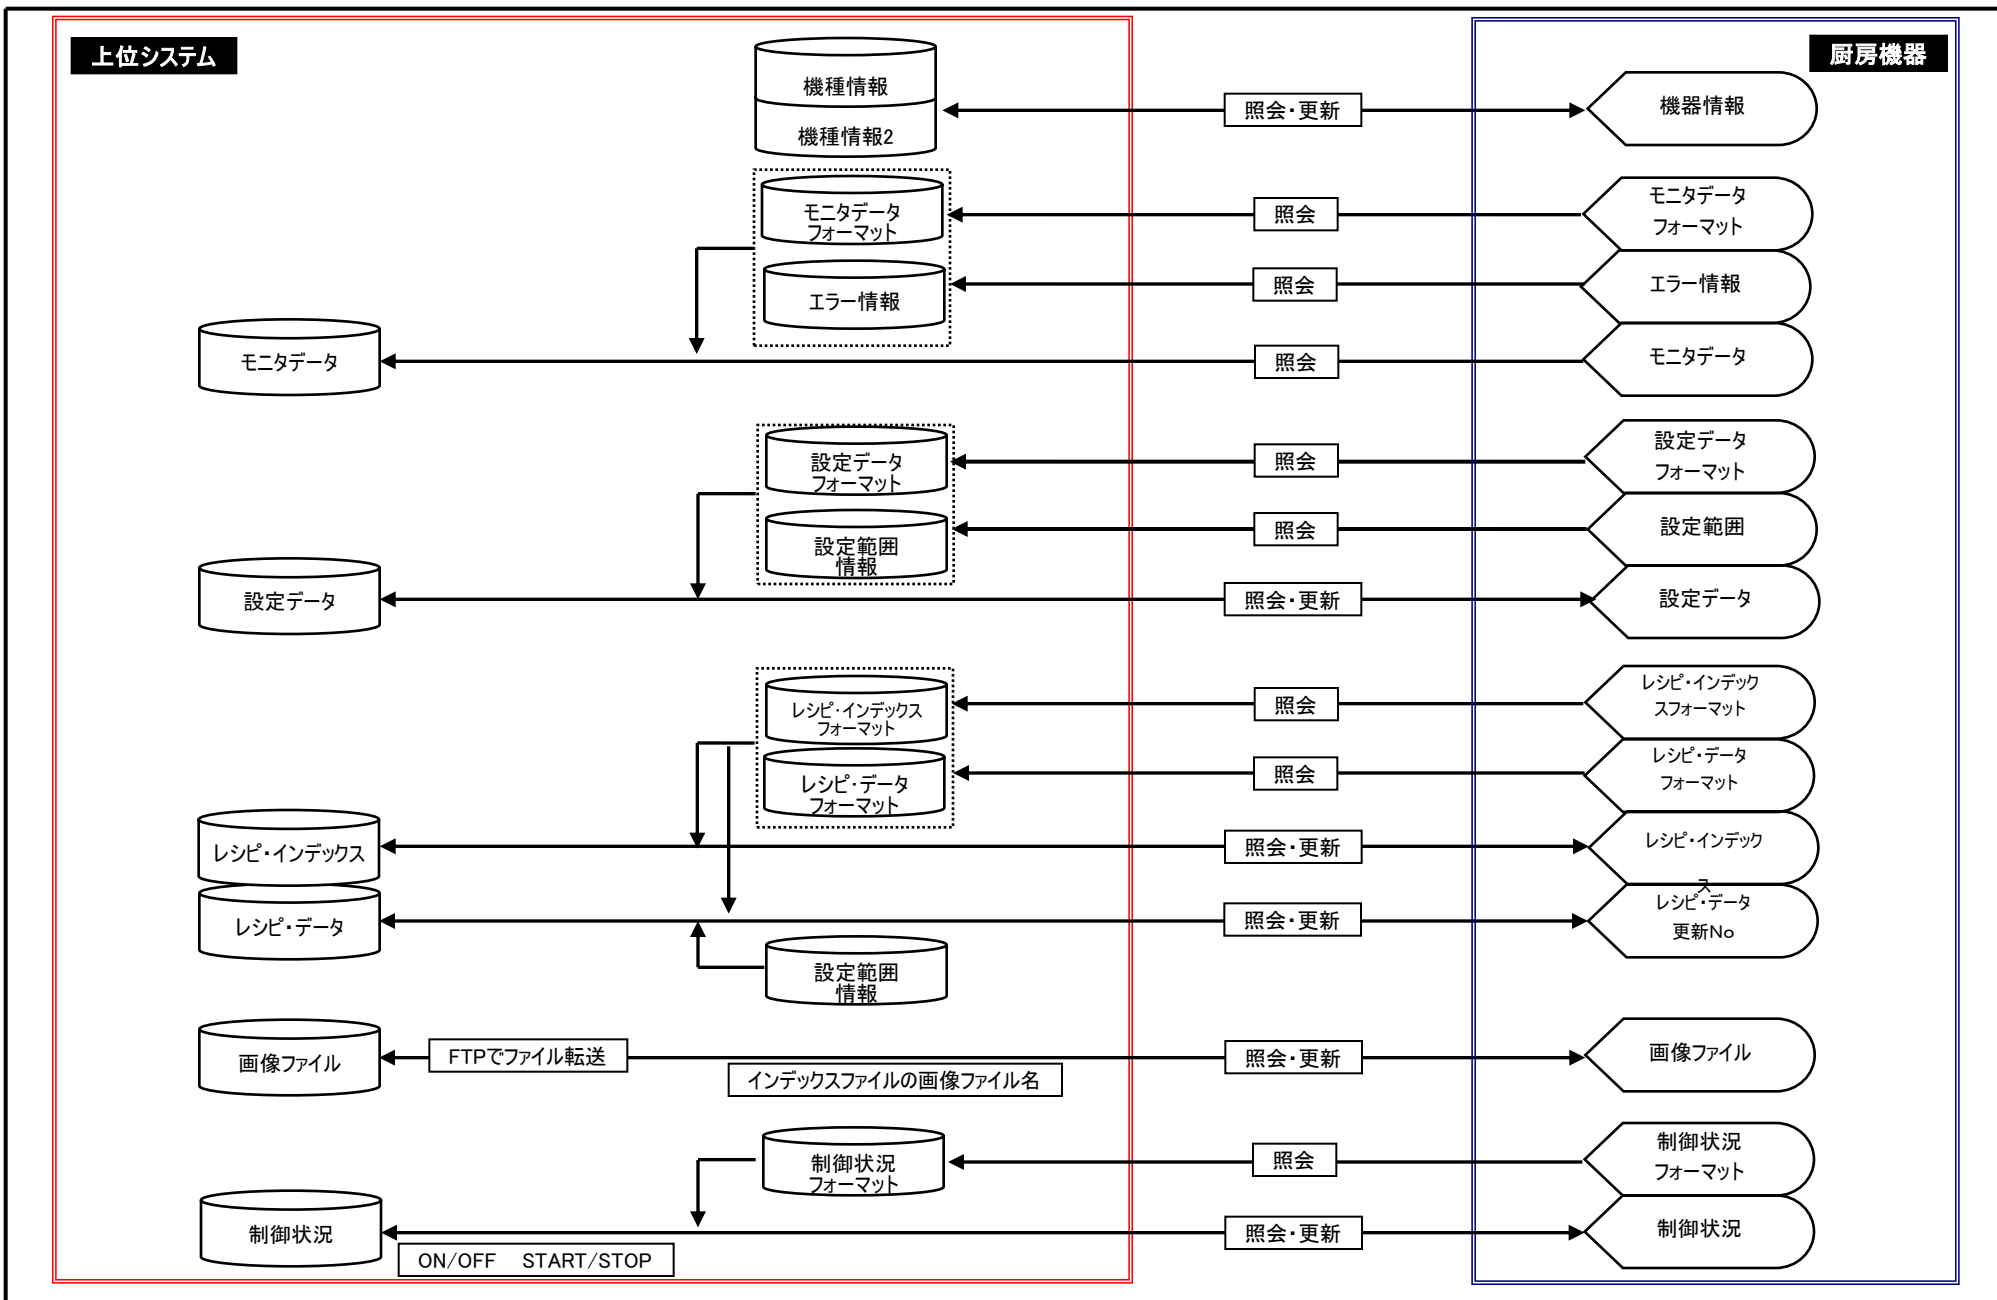 上位システム
厨房機器
機種情報
機種情報2
照会・更新
機器情報
モニタデータ
フォーマット
照会
モニタデータ
フォーマット
エラー情報
照会
エラー情報
モニタデータ
照会
モニタデータ
設定データ
フォーマット
照会
設定データ
フォーマット
設定範囲
情報
照会
設定範囲
設定データ
照会・更新
設定データ
レシピ・インデックス
フォーマット
照会
レシピ・インデック
スフォーマット
レシピ・データ
フォーマット
照会
レシピ・データ
フォーマット
レシピ・インデックス
照会・更新
レシピ・インデック
ス
レシピ・データ
照会・更新
レシピ・データ
更新No
設定範囲
情報
画像ファイル
FTPでファイル転送
照会・更新
画像ファイル
インデックスファイルの画像ファイル名
制御状況
フォーマット
照会
制御状況
フォーマット
制御状況
照会・更新
制御状況
ON/OFF　START/STOP